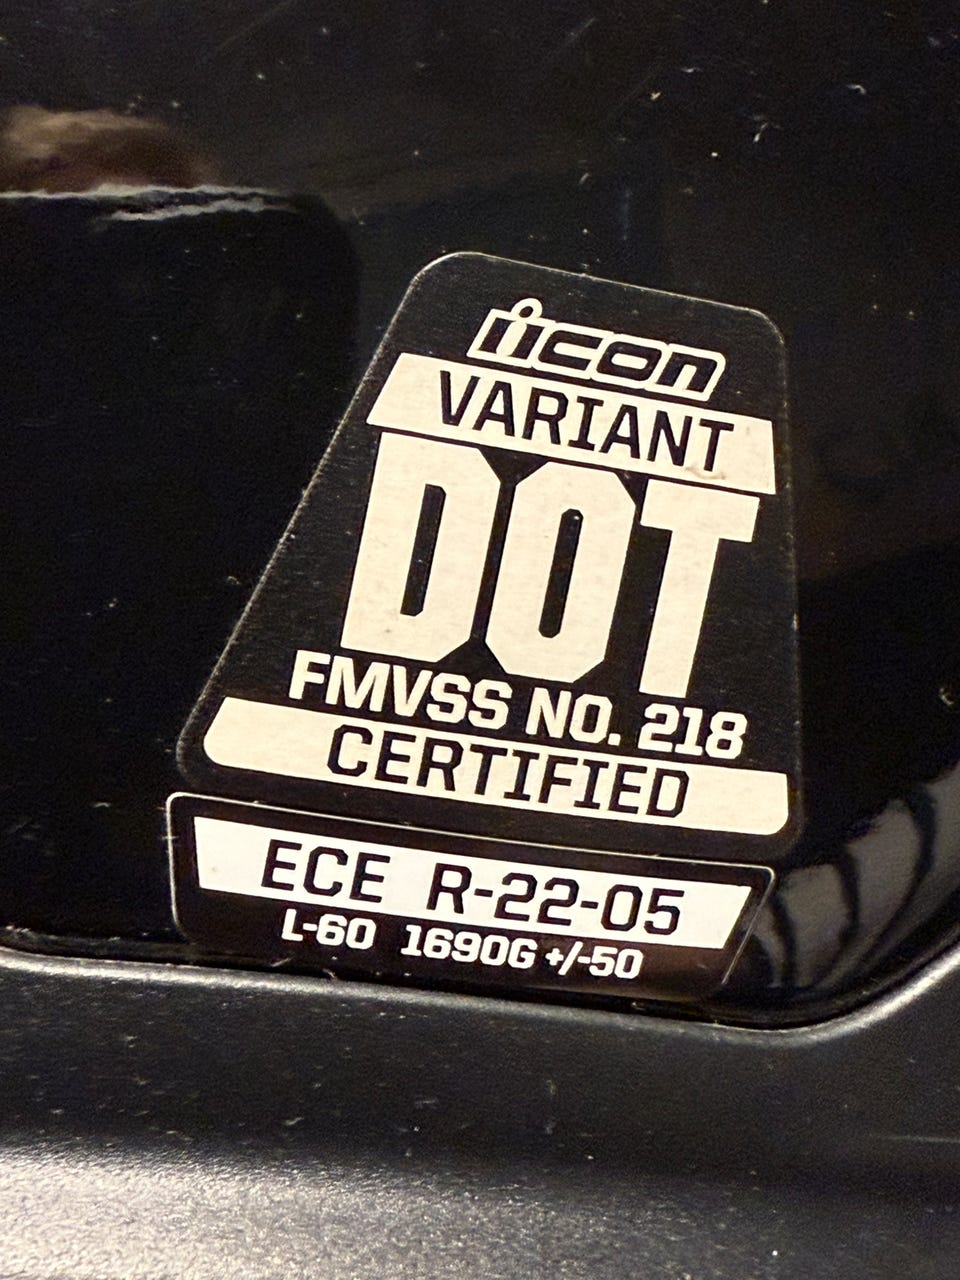 icon
VARIANT
DOT
FMVSS NO. 218
CERTIFIED
ECE R-22-05
L-60 1690G +/-50